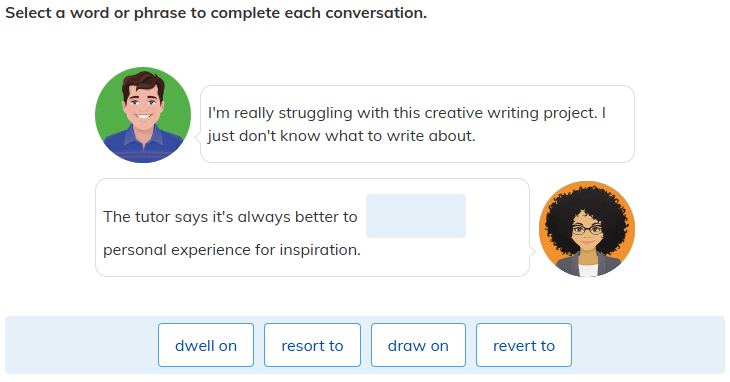 Select a word or phrase to complete each conversation.
I'm really struggling with this creative writing project. I
just don't know what to write about.
The tutor says it's always better to
personal experience for inspiration.
dwell on
resort to
draw on
revert to